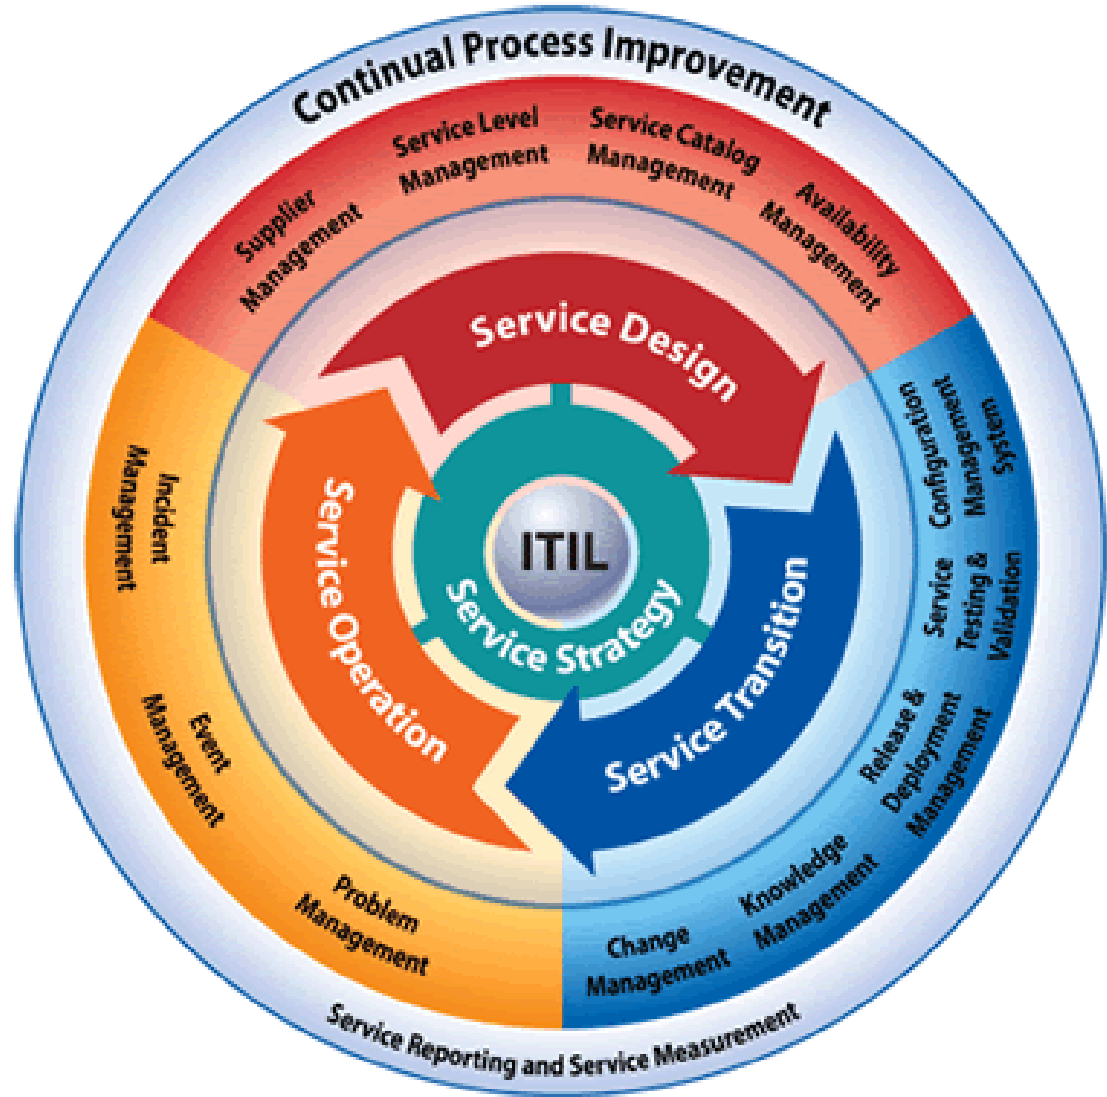 Continual Process Improvement
Supplier
Management
Service Level
Management
Service Catalog
Management
Availability
Management
Service Design
Configuration
Management
System
Service
Testing &
Validation
Release &
Deployment
Management
Knowledge
Management
Change
Management
Service Transition
Incident
Management
Event
Management
Problem
Management
Service Operation
ITIL
Service Strategy
Service Reporting and Service Measurement